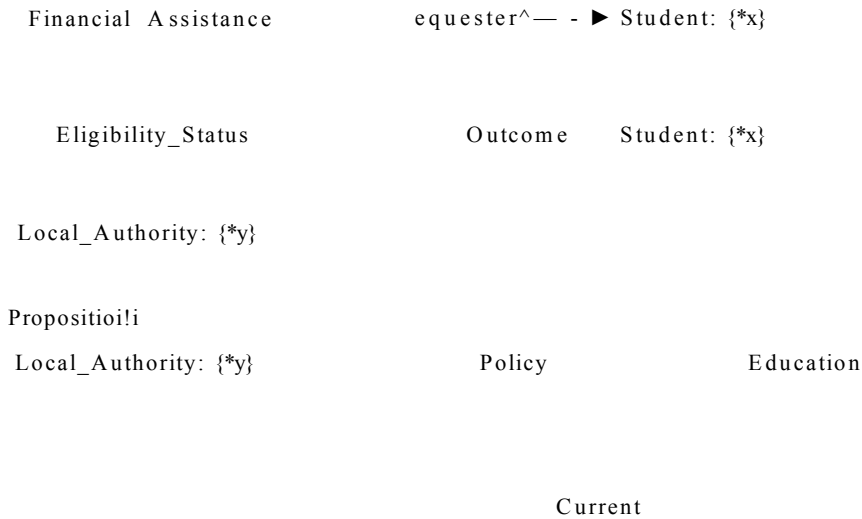 Financial Assistance equester^— - ► Student: {*x}
Eligibility_Status Outcome Student: {*x}
Local_Authority: {*y}
Propositioi!i
Local_Authority: {*y} Policy Education
Current